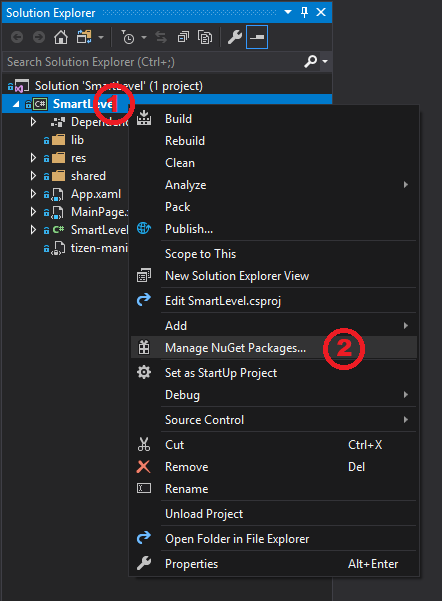 Solution Explorer
Search Solution Explorer (Ctrl+;)
Solution 'SmartLevel' (1 project)
C# SmartLevel
1
lib
res
shared
App.xaml
MainPage.
C# SmartLevel
Build
Rebuild
Clean
Analyze
Pack
Publish...
Scope to This
New Solution Explorer View
Edit SmartLevel.csproj
Add
Manage NuGet Packages...
2
Set as StartUp Project
Debug
Source Control
Cut Ctrl+X
Remove Del
Rename
Unload Project
Open Folder in File Explorer
Properties Alt+Enter